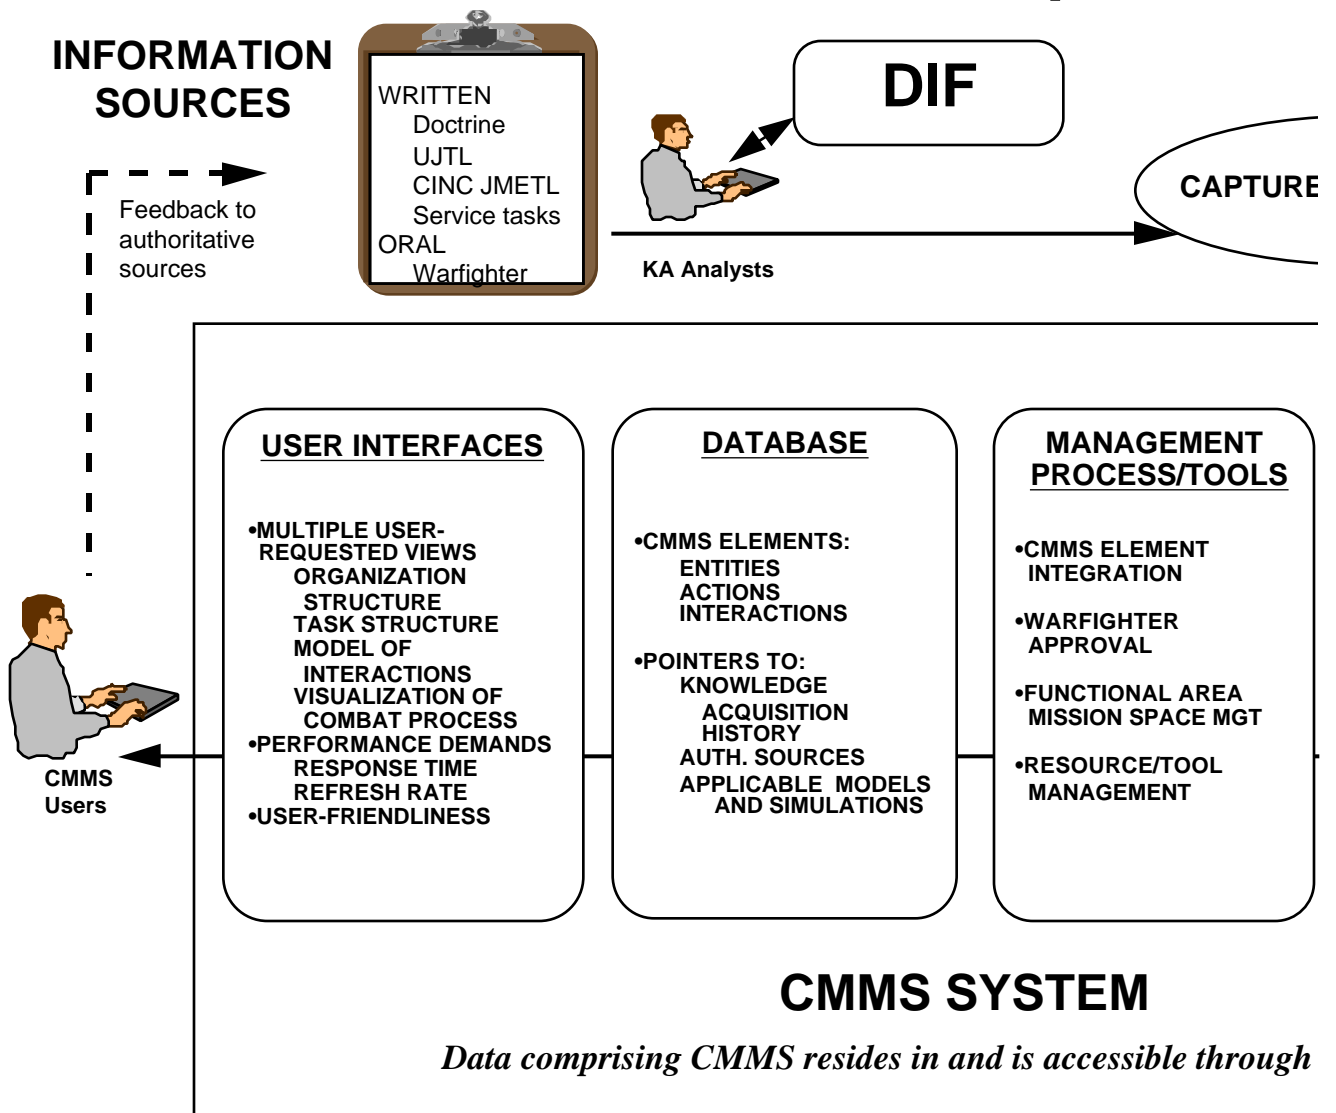 INFORMATION
SOURCES
WRITTEN
Doctrine
UJTL
CINC JMETL
Service tasks
ORAL
Warfighter
DIF
CAPTURE
Feedback to
authoritative
sources
KA Analysts
USER INTERFACES
•MULTIPLE USER-
REQUESTED VIEWS
ORGANIZATION
STRUCTURE
TASK STRUCTURE
MODEL OF
INTERACTIONS
VISUALIZATION OF
COMBAT PROCESS
•PERFORMANCE DEMANDS
RESPONSE TIME
REFRESH RATE
•USER-FRIENDLINESS
DATABASE
•CMMS ELEMENTS:
ENTITIES
ACTIONS
INTERACTIONS
•POINTERS TO:
KNOWLEDGE
ACQUISITION
HISTORY
AUTH. SOURCES
APPLICABLE MODELS
AND SIMULATIONS
MANAGEMENT
PROCESS/TOOLS
•CMMS ELEMENT
INTEGRATION
•WARFIGHTER
APPROVAL
•FUNCTIONAL AREA
MISSION SPACE MGT
•RESOURCE/TOOL
MANAGEMENT
CMMS
Users
CMMS SYSTEM
Data comprising CMMS resides in and is accessible through